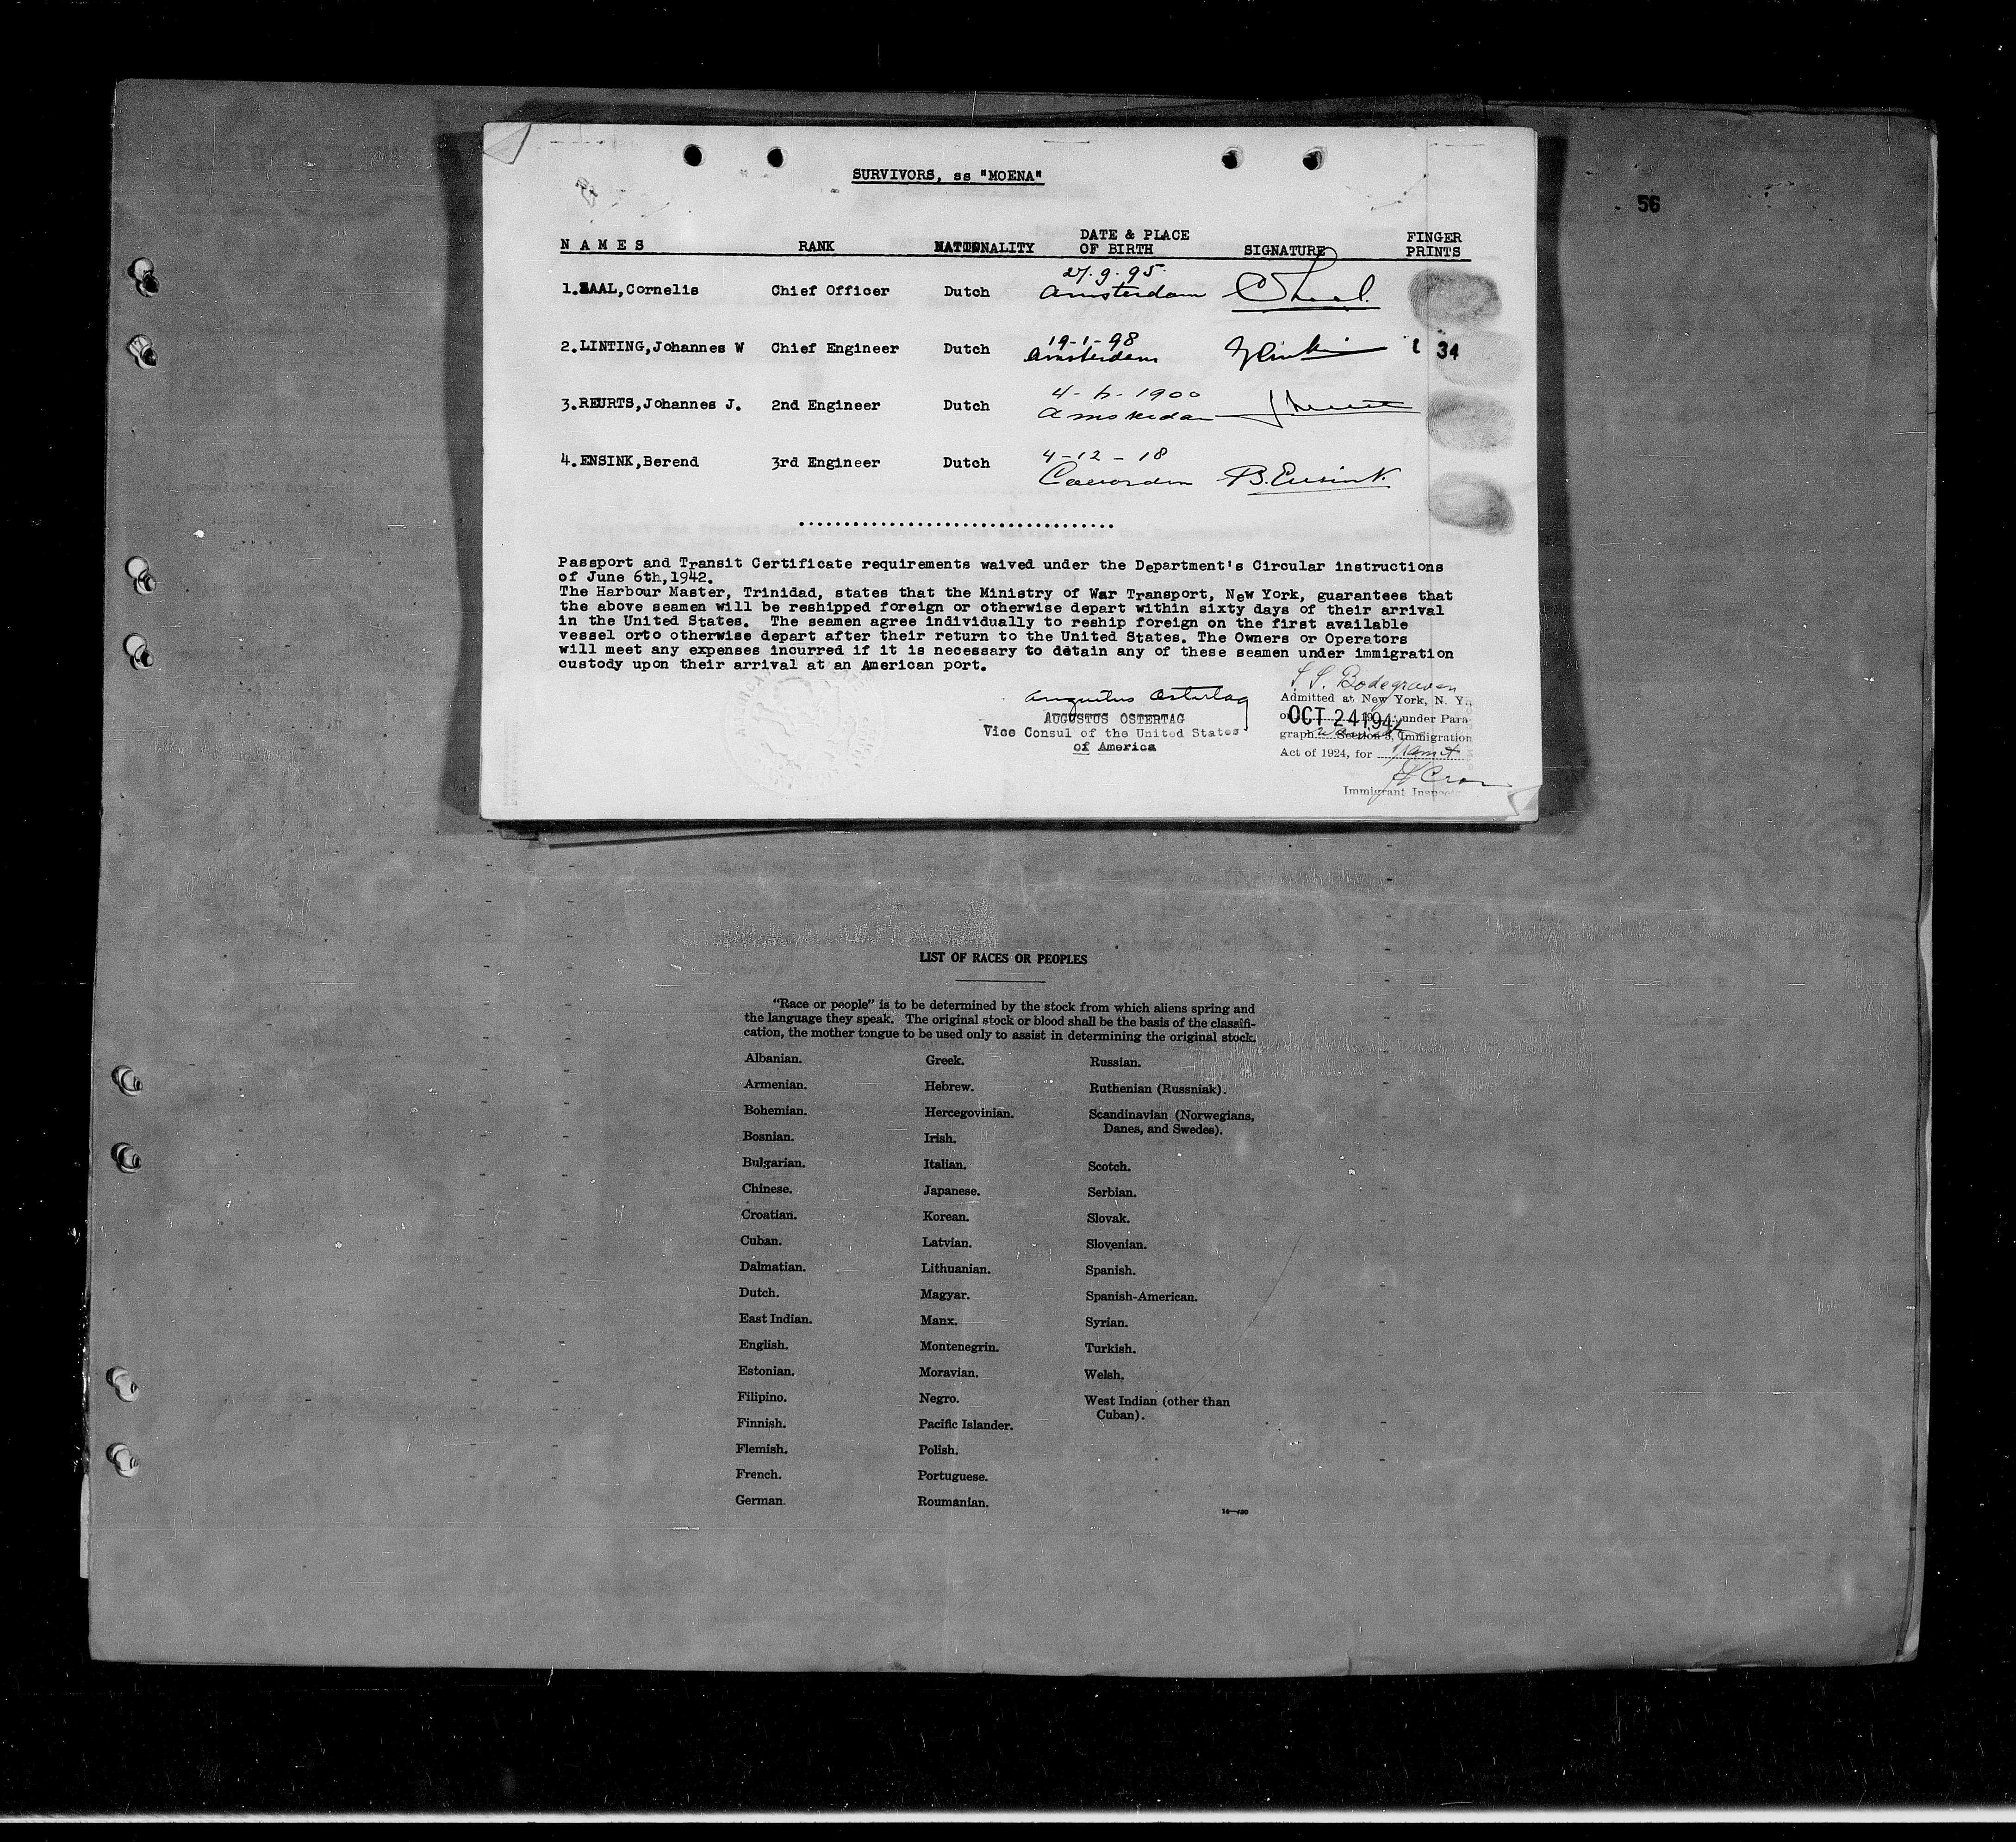 SURVIVORS, ss "MOENA"
56
N A M E S RANK NATIONALITY DATE & PLACE OF BIRTH SIGNATURE FINGER PRINTS
27.9.95.
1. ZAAL, Cornelis Chief Officer Dutch Amsterdam
19-1-98
2. LINTING, Johannes W Chief Engineer Dutch Amsterdam 34
1900
3. REURTS, Johannes J. 2nd Engineer Dutch Amsterdam
4-12-18
4. ENSINK, Berend 3rd Engineer Dutch Coevorden B. Ensink.
Passport and Transit Certificate requirements waived under the Department's Circular instructions
of June 6th, 1942.
The Harbour Master, Trinidad, states that the Ministry of War Transport, New York, guarantees that
the above seamen will be reshipped foreign or otherwise depart within sixty days of their arrival
in the United States. The seamen agree individually to reship foreign on the first available
vessel orto otherwise depart after their return to the United States. The Owners or Operators
will meet any expenses incurred if it is necessary to detain any of these seamen under immigration
custody upon their arrival at an American port.
Augustus Ostertag
AUGUSTUS OSTERTAG
Vice Consul of the United States
of America
S.S. Bodegraven
Admitted at New York, N. Y.,
OCT 24 1942 under Para-
graph Section 3, Immigration
Act of 1924, for
Immigrant Inspector
LIST OF RACES OR PEOPLES
"Race or people" is to be determined by the stock from which aliens spring and
the language they speak. The original stock or blood shall be the basis of the classifi-
cation, the mother tongue to be used only to assist in determining the original stock.
Albanian.
Armenian.
Bohemian.
Bosnian.
Bulgarian.
Chinese.
Croatian.
Cuban.
Dalmatian.
Dutch.
East Indian.
English.
Estonian.
Filipino.
Finnish.
Flemish.
French.
German.
Greek.
Hebrew.
Hercegovinian.
Irish.
Italian.
Japanese.
Korean.
Latvian.
Lithuanian.
Magyar.
Manx.
Montenegrin.
Moravian.
Negro.
Pacific Islander.
Polish.
Portuguese.
Roumanian.
Russian.
Ruthenian (Russniak).
Scandinavian (Norwegians,
Danes, and Swedes).
Scotch.
Serbian.
Slovak.
Slovenian.
Spanish.
Spanish-American.
Syrian.
Turkish.
Welsh.
West Indian (other than
Cuban).